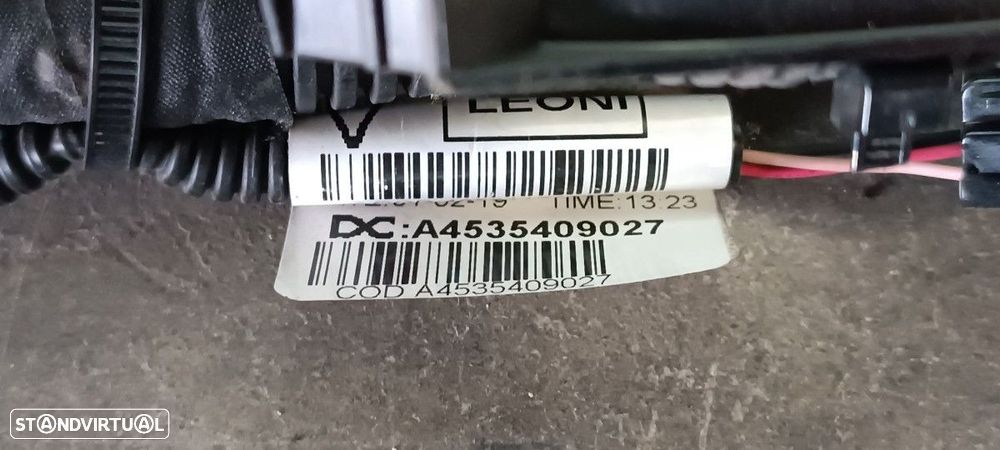 LEONI
V
TIME:13:23
DC:A4535409027
COD A4535409027
STANDVIRTUAL